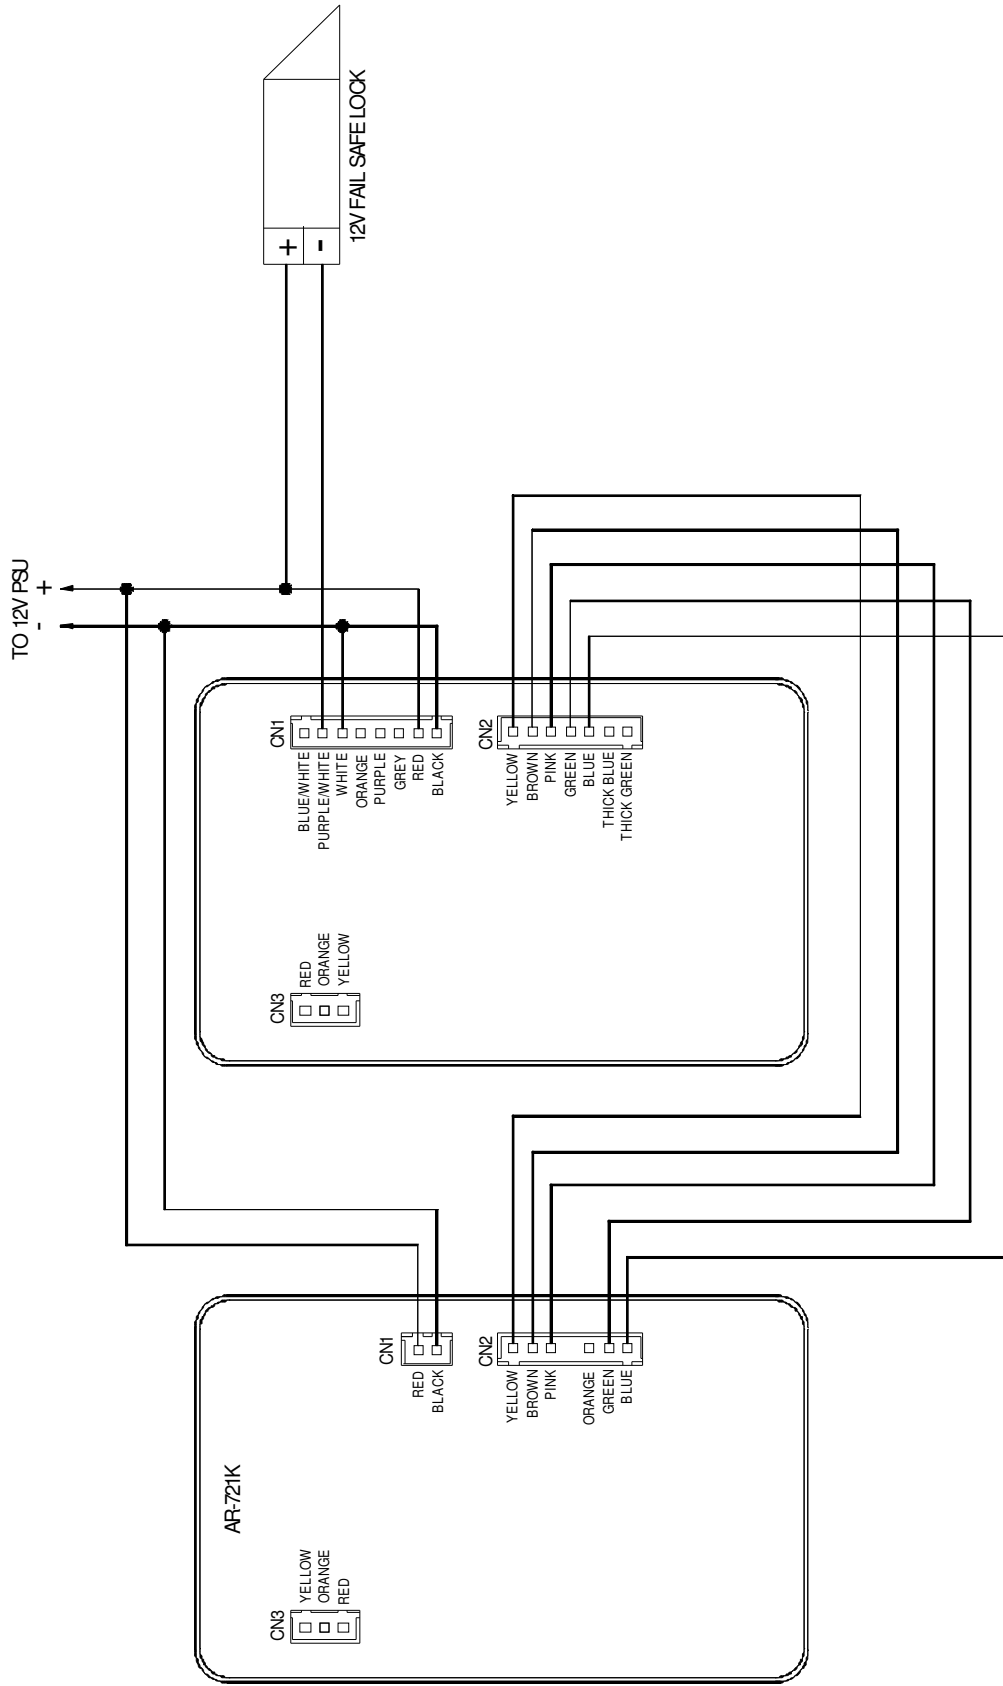 12V FAIL SAFE LOCK
+
-
TO 12V PSU
-
+
CN1
BLUE/WHITE
PURPLE/WHITE
WHITE
ORANGE
PURPLE
GREY
RED
BLACK
CN2
YELLOW
BROWN
PINK
GREEN
BLUE
THICK BLUE
THICK GREEN
CN3
RED
ORANGE
YELLOW
AR-721K
CN1
RED
BLACK
CN2
YELLOW
BROWN
PINK
ORANGE
GREEN
BLUE
CN3
YELLOW
ORANGE
RED